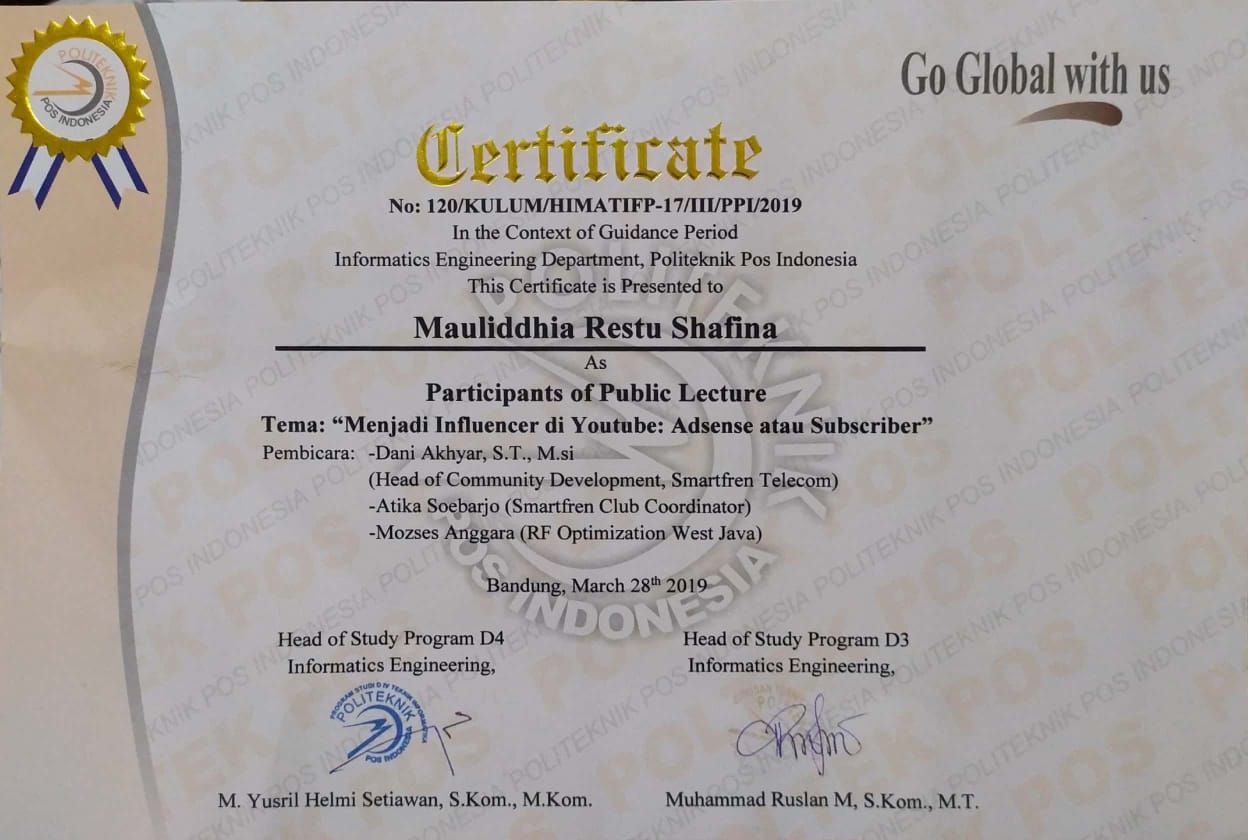 POLITEKNIK
POS INDONESIA
Go Global with us
Certificate
No: 120/KULUM/HIMATIFP-17/III/PPI/2019
In the Context of Guidance Period
Informatics Engineering Department, Politeknik Pos Indonesia
This Certificate is Presented to
Mauliddhia Restu Shafina
As
Participants of Public Lecture
Tema: “Menjadi Influencer di Youtube: Adsense atau Subscriber”
Pembicara: -Dani Akhyar, S.T., M.si
(Head of Community Development, Smartfren Telecom)
-Atika Soebarjo (Smartfren Club Coordinator)
-Mozses Anggara (RF Optimization West Java)
POLITEKNIK
POS INDONESIA
Bandung, March 28th 2019
Head of Study Program D4
Informatics Engineering,
Head of Study Program D3
Informatics Engineering,
PROGRAM STUDI D IV TEKNIK INFORMATIKA
POLITEKNIK
POS INDONESIA
M. Yusril Helmi Setiawan, S.Kom., M.Kom.
Muhammad Ruslan M, S.Kom., M.T.